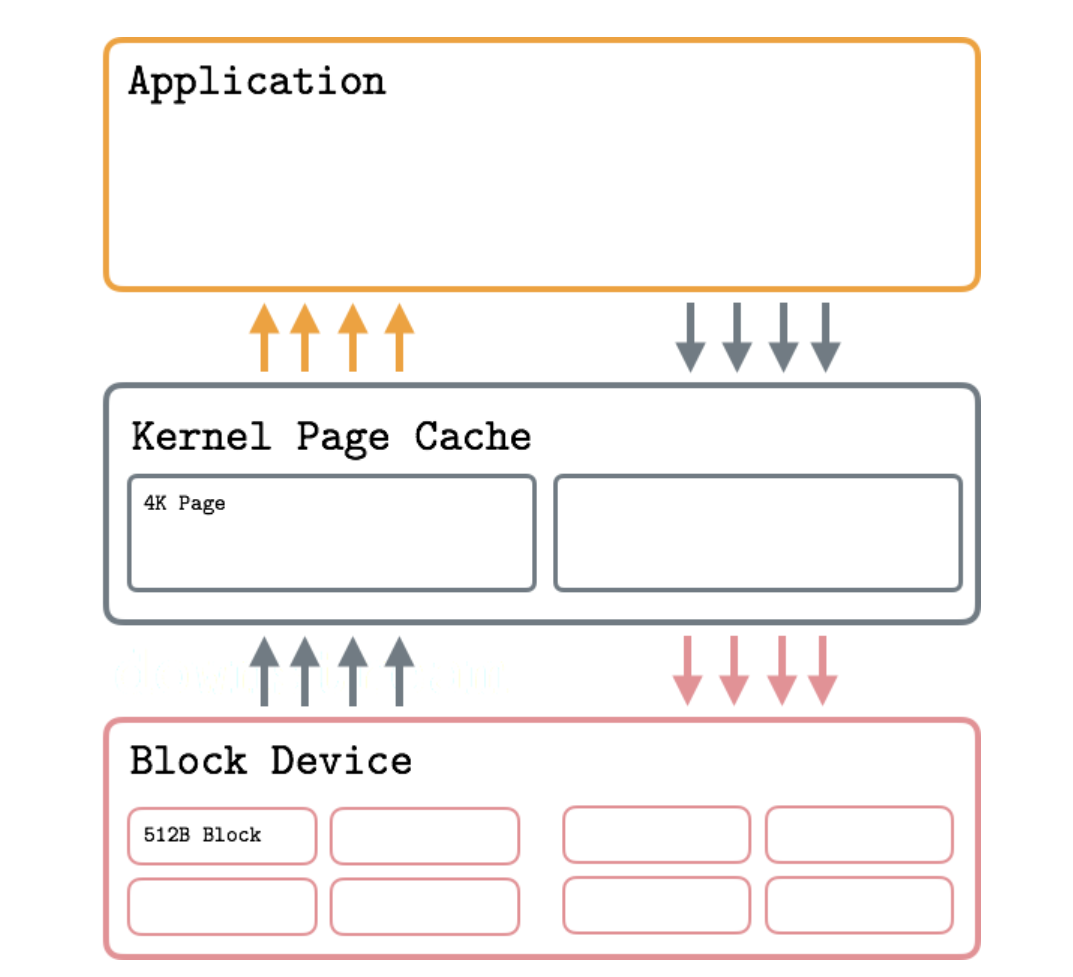 Application
Kernel Page Cache
4K Page
Block Device
512B Block